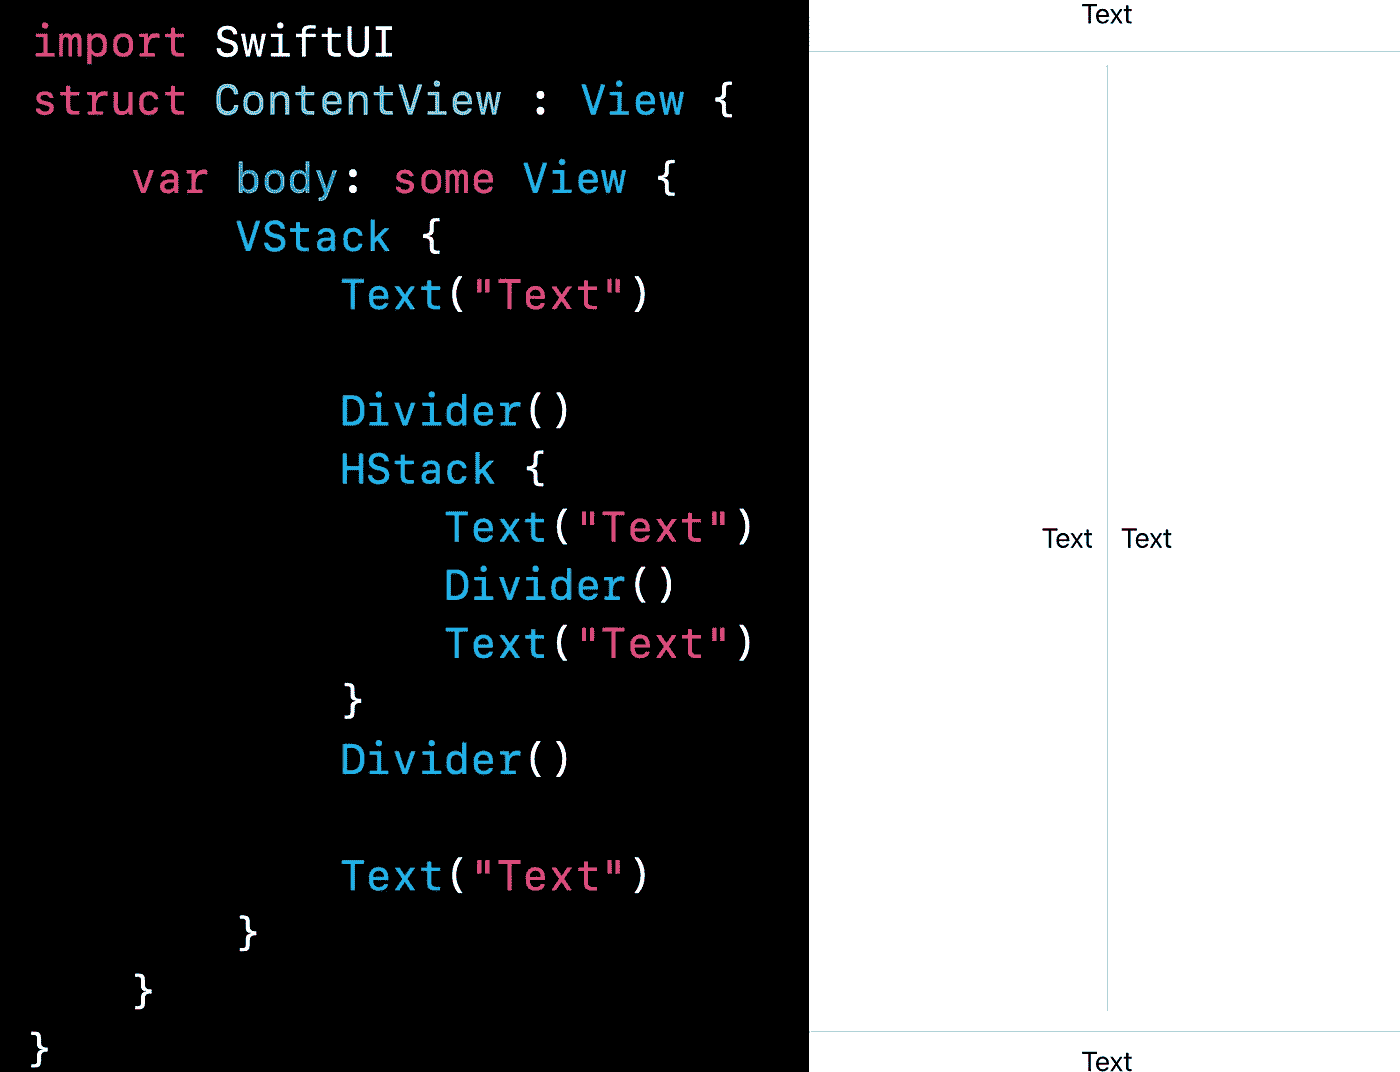 import SwiftUI
struct ContentView : View {
var body: some View {
VStack {
Text("Text")
Divider()
HStack {
Text("Text")
Divider()
Text("Text")
}
Divider()
Text("Text")
}
}
}
Text
Text Text
Text